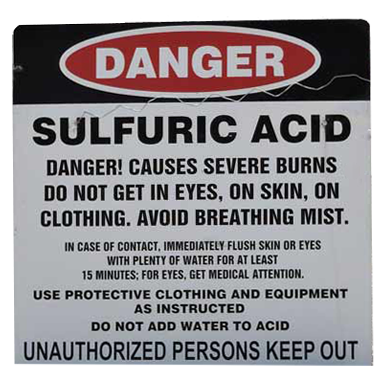 DANGER
SULFURIC ACID
DANGER! CAUSES SEVERE BURNS
DO NOT GET IN EYES, ON SKIN, ON
CLOTHING. AVOID BREATHING MIST.
IN CASE OF CONTACT, IMMEDIATELY FLUSH SKIN OR EYES
WITH PLENTY OF WATER FOR AT LEAST
15 MINUTES; FOR EYES, GET MEDICAL ATTENTION.
USE PROTECTIVE CLOTHING AND EQUIPMENT
AS INSTRUCTED
DO NOT ADD WATER TO ACID
UNAUTHORIZED PERSONS KEEP OUT